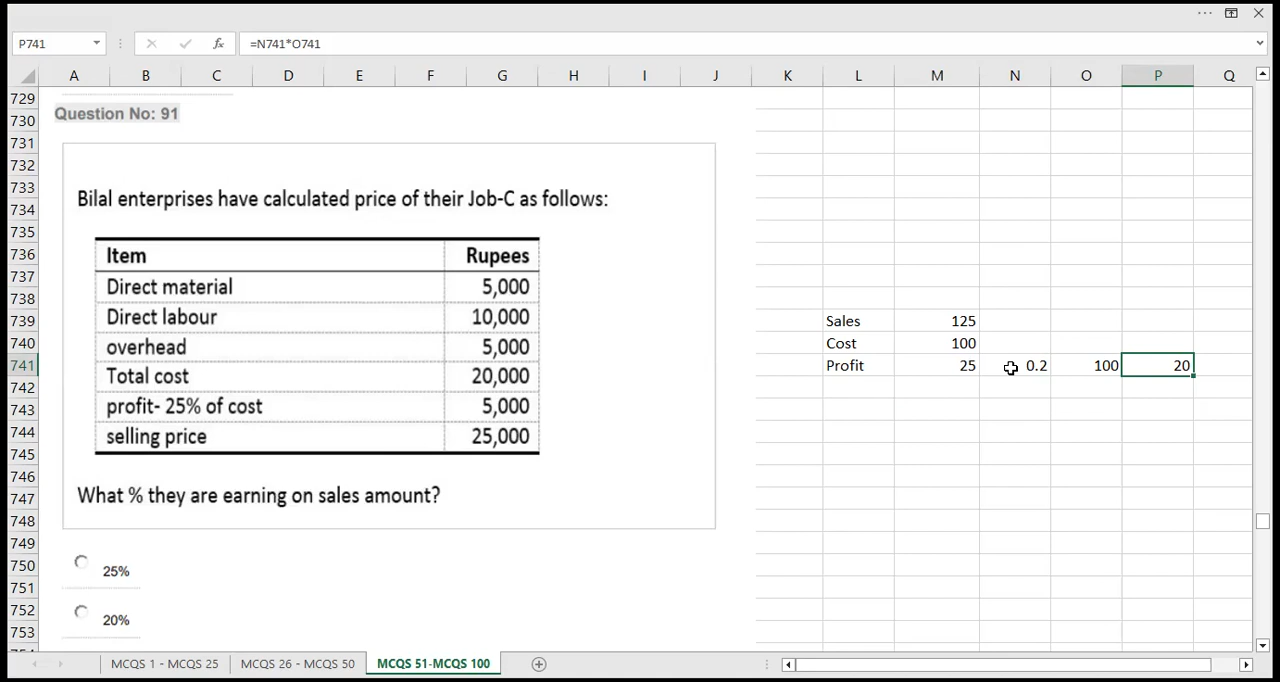 P741 fx =N741*O741
A B C D E F G H I J K L M N O P Q
729
730 Question No: 91
731
732
733 Bilal enterprises have calculated price of their Job-C as follows:
734
735
736 Item Rupees
737 Direct material 5,000
738
739 Direct labour 10,000 Sales 125
740 overhead 5,000 Cost 100
741 Total cost 20,000 Profit 25 0.2 100 20
742
743 profit- 25% of cost 5,000
744 selling price 25,000
745
746
747 What % they are earning on sales amount?
748
749
750 25%
751
752 20%
753
MCQS 1 - MCQS 25 MCQS 26 - MCQS 50 MCQS 51-MCQS 100